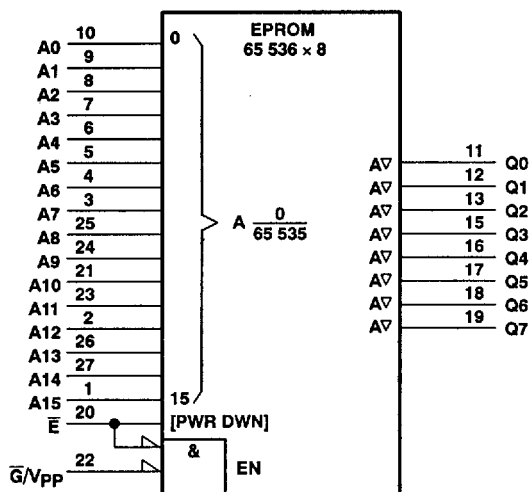 EPROM
65 536 × 8
A0 10 0
A1 9
A2 8
A3 7
A4 6
A5 5
A6 4
A7 3
A8 25
A9 24
A10 21
A11 23
A12 2
A13 26
A14 27
A15 1 15
A 0
65 535
A▽ 11 Q0
A▽ 12 Q1
A▽ 13 Q2
A▽ 15 Q3
A▽ 16 Q4
A▽ 17 Q5
A▽ 18 Q6
A▽ 19 Q7
E̅ 20 [PWR DWN]
&
G̅/VPP 22 EN